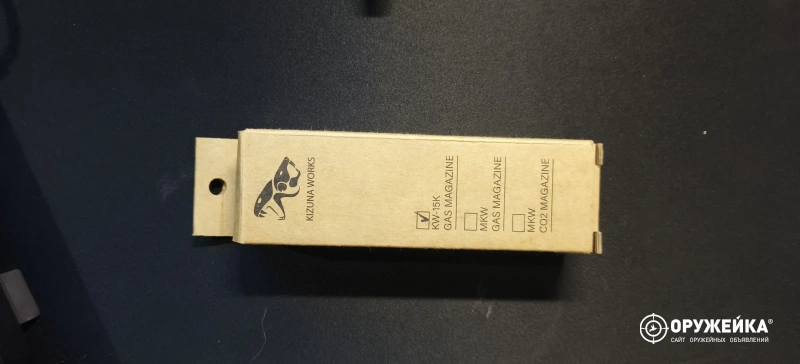 KIZUNA WORKS
KW-15K
GAS MAGAZINE
MKW
GAS MAGAZINE
MKW
CO2 MAGAZINE
ОРУЖЕЙКА®
САЙТ ОРУЖЕЙНЫХ ОБЪЯВЛЕНИЙ